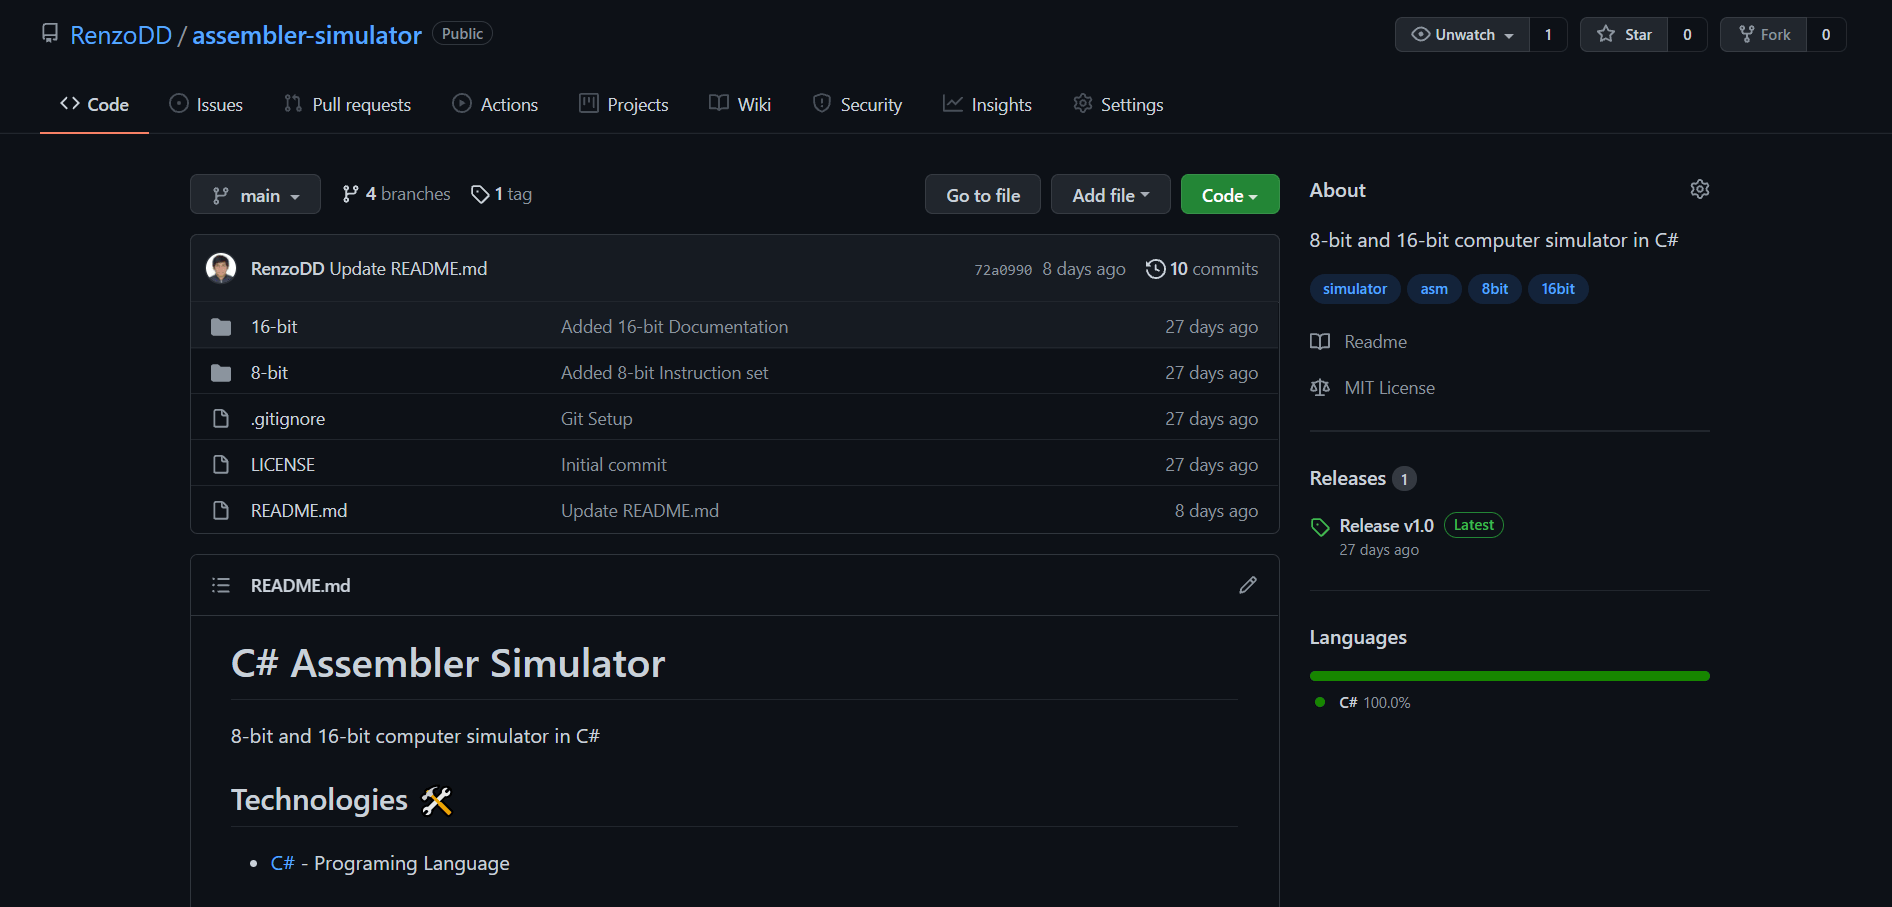 RenzoDD / assembler-simulator Public
Unwatch 1 Star 0 Fork 0
Code Issues Pull requests Actions Projects Wiki Security Insights Settings
main 4 branches 1 tag Go to file Add file Code
RenzoDD Update README.md 72a0990 8 days ago 10 commits
16-bit Added 16-bit Documentation 27 days ago
8-bit Added 8-bit Instruction set 27 days ago
.gitignore Git Setup 27 days ago
LICENSE Initial commit 27 days ago
README.md Update README.md 8 days ago
README.md
C# Assembler Simulator
8-bit and 16-bit computer simulator in C#
Technologies
C# - Programing Language
About
8-bit and 16-bit computer simulator in C#
simulator asm 8bit 16bit
Readme
MIT License
Releases 1
Release v1.0 Latest
27 days ago
Languages
C# 100.0%